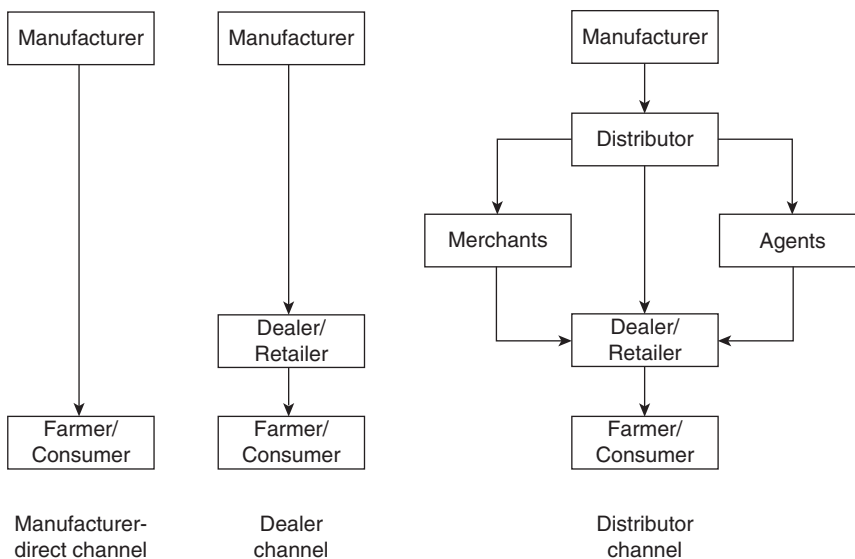 Manufacturer
Manufacturer
Manufacturer
Distributor
Merchants
Agents
Dealer/
Retailer
Dealer/
Retailer
Farmer/
Consumer
Farmer/
Consumer
Farmer/
Consumer
Manufacturer-
direct channel
Dealer
channel
Distributor
channel